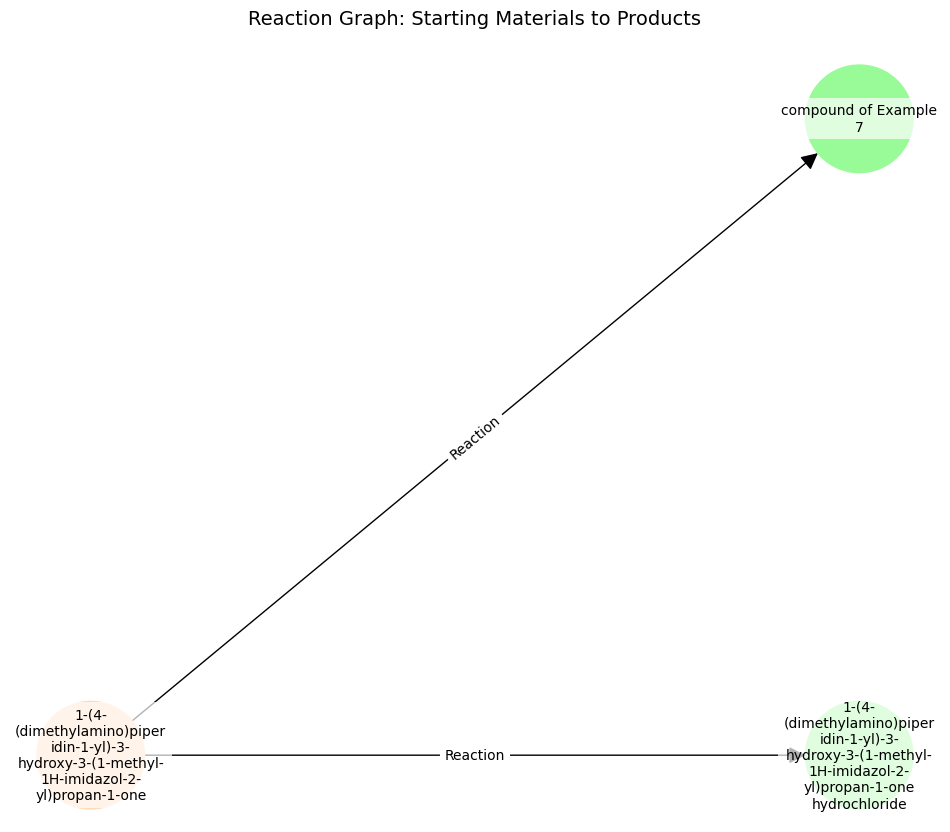 Reaction Graph: Starting Materials to Products
compound of Example
7
Reaction
1-(4-
(dimethylamino)piper
idin-1-yl)-3-
hydroxy-3-(1-methyl-
1H-imidazol-2-
yl)propan-1-one
Reaction
1-(4-
(dimethylamino)piper
idin-1-yl)-3-
hydroxy-3-(1-methyl-
1H-imidazol-2-
yl)propan-1-one
hydrochloride